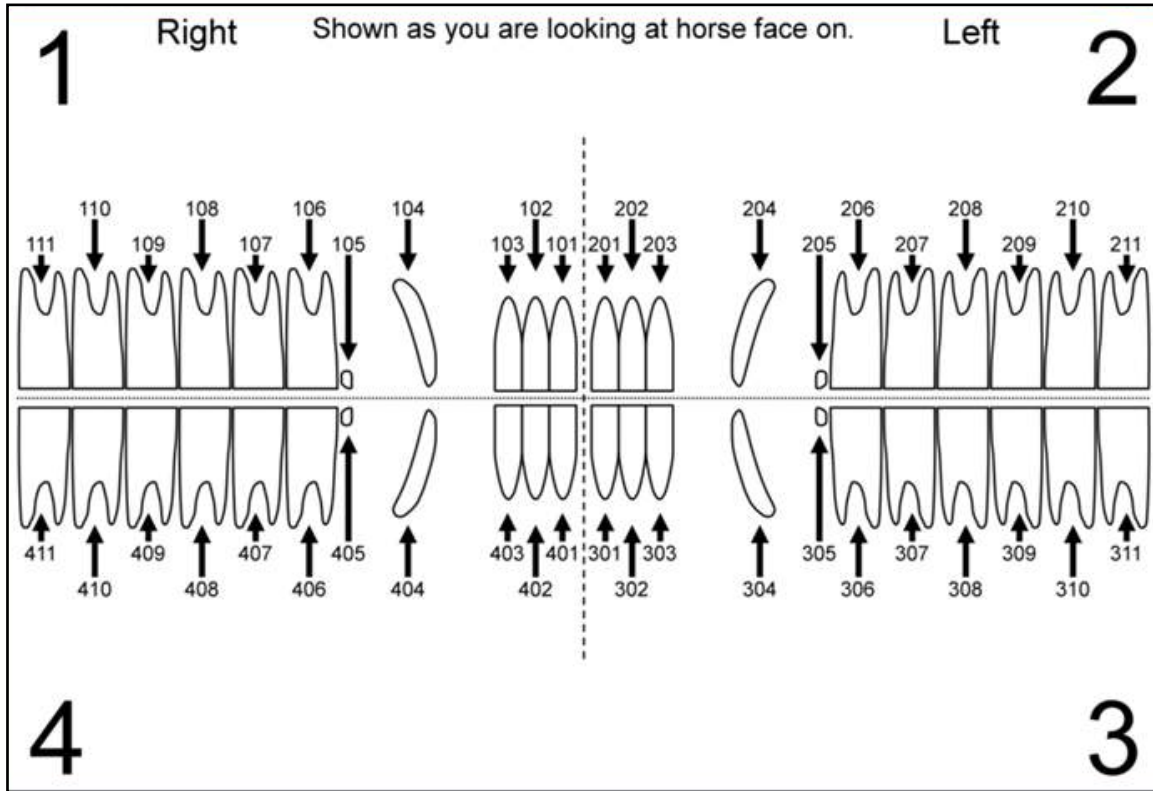 1 Right Shown as you are looking at horse face on. Left 2
110 108 106 104 102 202 204 206 208 210
111 109 107 105 103 101 201 203 205 207 209 211
411 409 407 405 403 401 301 303 305 307 309 311
410 408 406 404 402 302 304 306 308 310
4 3